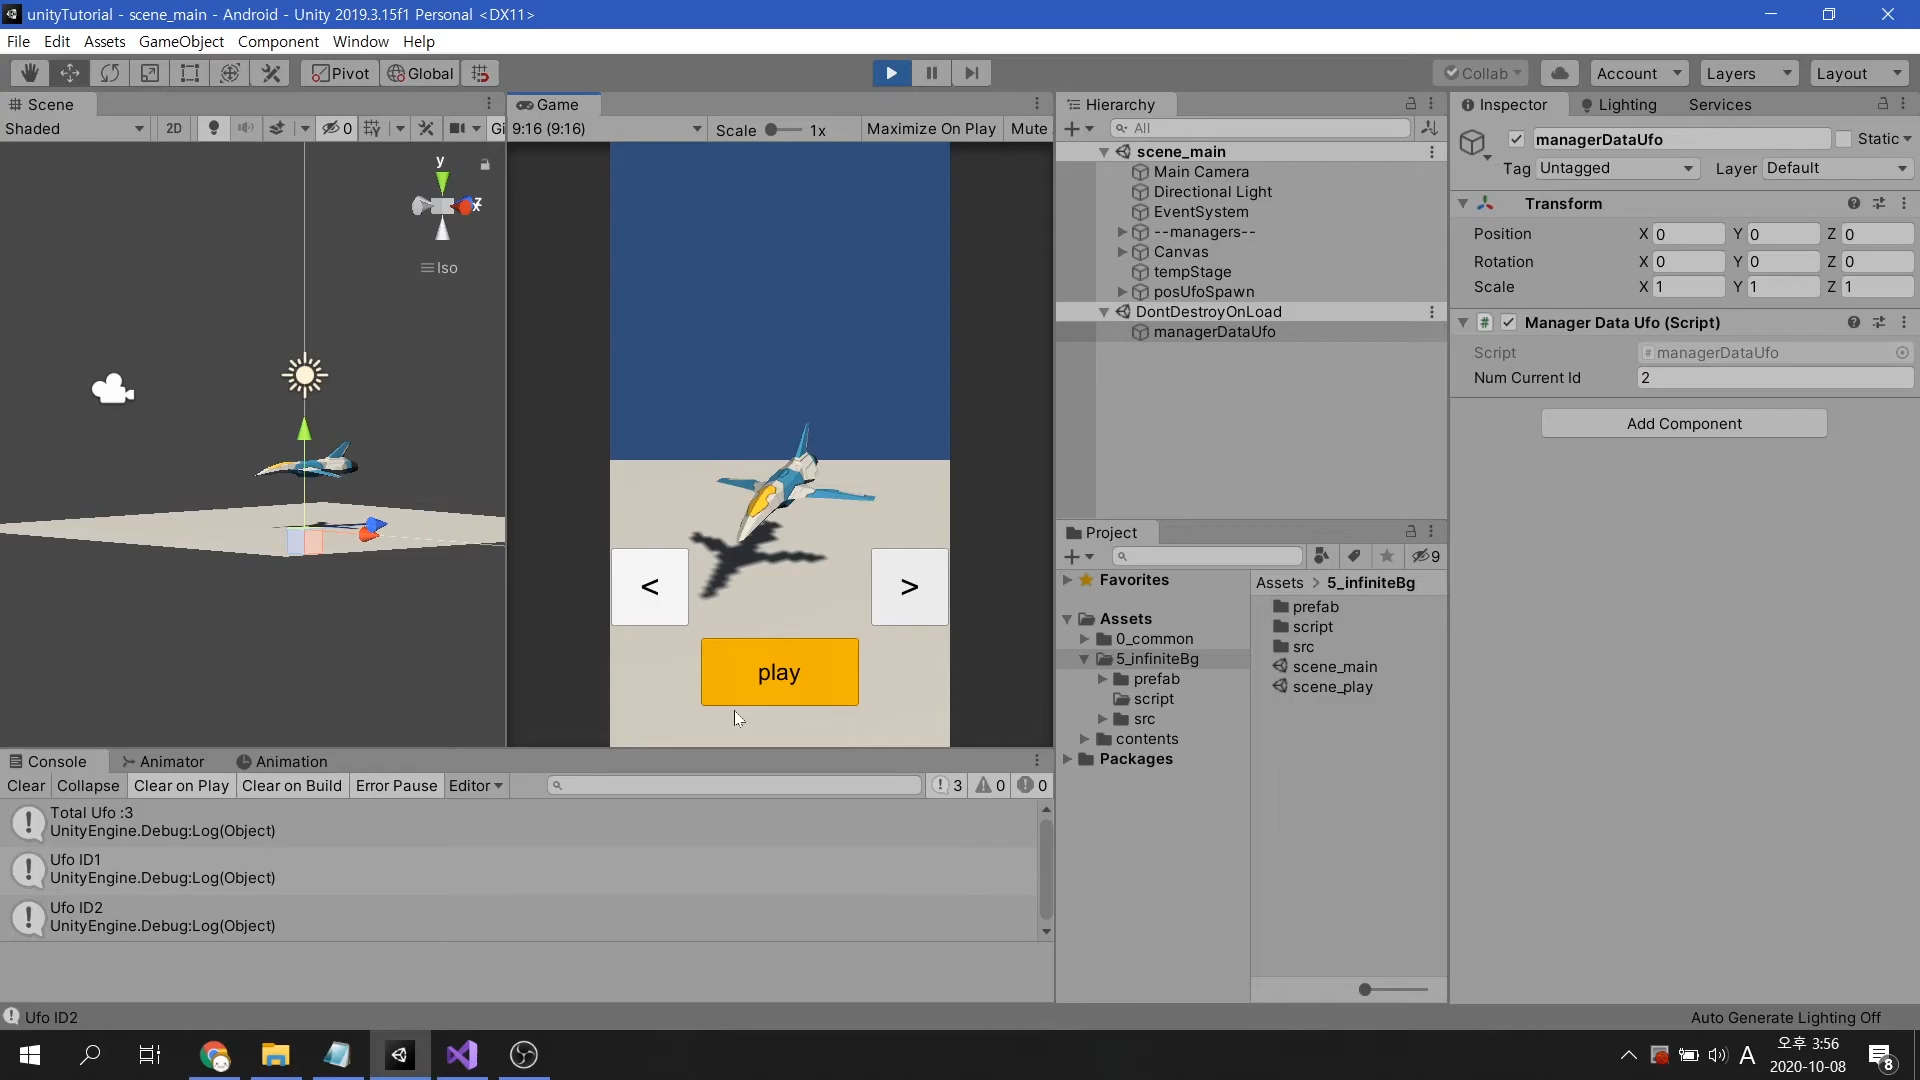 unityTutorial - scene_main - Android - Unity 2019.3.15f1 Personal <DX11>
File Edit Assets GameObject Component Window Help
Pivot Global Collab Account Layers Layout
Scene
Shaded 2D 0 Gi
y
x
z
Iso
Game
9:16 (9:16) Scale 1x Maximize On Play Mute
<
>
play
Hierarchy
All
scene_main
Main Camera
Directional Light
EventSystem
--managers--
Canvas
tempStage
posUfoSpawn
DontDestroyOnLoad
managerDataUfo
Project
9
Favorites
Assets
0_common
5_infiniteBg
prefab
script
src
contents
Packages
Assets > 5_infiniteBg
prefab
script
src
scene_main
scene_play
Inspector Lighting Services
managerDataUfo Static
Tag Untagged Layer Default
Transform
Position X 0 Y 0 Z 0
Rotation X 0 Y 0 Z 0
Scale X 1 Y 1 Z 1
# Manager Data Ufo (Script)
Script # managerDataUfo
Num Current Id 2
Add Component
Console Animator Animation
Clear Collapse Clear on Play Clear on Build Error Pause Editor 3 0 0
Total Ufo :3
UnityEngine.Debug:Log(Object)
Ufo ID1
UnityEngine.Debug:Log(Object)
Ufo ID2
UnityEngine.Debug:Log(Object)
Ufo ID2
Auto Generate Lighting Off
A
오후 3:56
2020-10-08
8